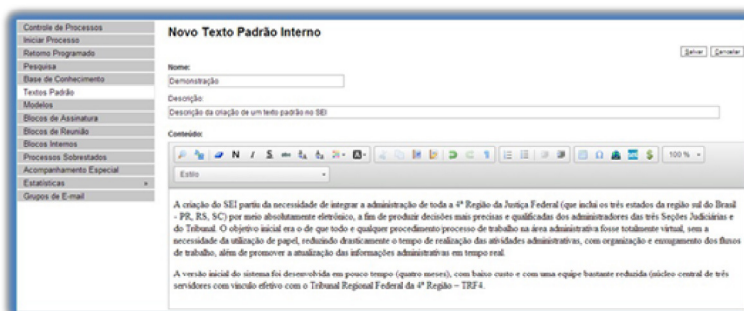 Controle de Processos
Iniciar Processo
Retorno Programado
Pesquisa
Base de Conhecimento
Textos Padrão
Modelos
Blocos de Assinatura
Blocos de Reunião
Blocos Internos
Processos Sobrestados
Acompanhamento Especial
Estatísticas
Grupos de E-mail
Novo Texto Padrão Interno
Salvar Cancelar
Nome:
Demonstração
Descrição:
Descrição da criação de um texto padrão no SEI
Conteúdo:
N I S abc
100 %
Estilo
A criação do SEI partiu da necessidade de integrar a administração de toda a 4ª Região da Justiça Federal (que inclui os três estados da região sul do Brasil
- PR, RS, SC) por meio absolutamente eletrônico, a fim de produzir decisões mais precisas e qualificadas dos administradores das três Seções Judiciárias e
do Tribunal. O objetivo inicial era o de que todo e qualquer procedimento/processo de trabalho na área administrativa fosse totalmente virtual, sem a
necessidade da utilização de papel, reduzindo drasticamente o tempo de realização das atividades administrativas, com organização e enxugamento dos fluxos
de trabalho, além de promover a atualização das informações administrativas em tempo real.
A versão inicial do sistema foi desenvolvida em pouco tempo (quatro meses), com baixo custo e com uma equipe bastante reduzida (núcleo central de três
servidores com vínculo efetivo com o Tribunal Regional Federal da 4ª Região – TRF4.